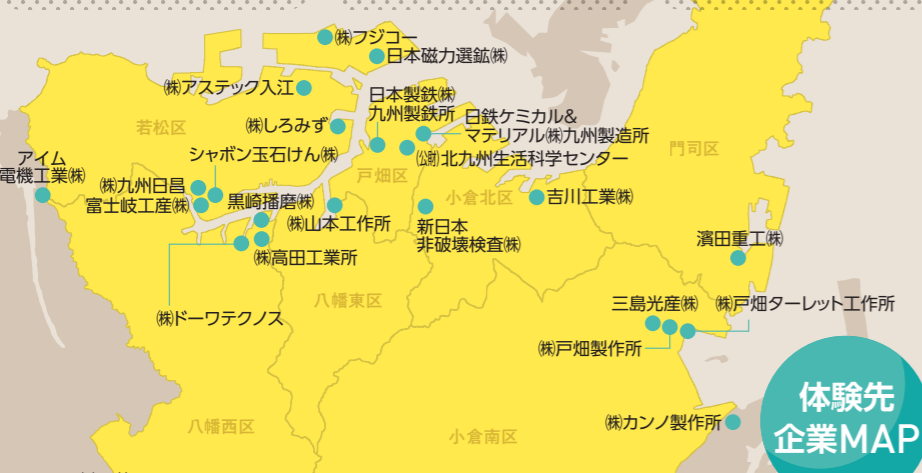 ㈱フジコー
日本磁力選鉱㈱
㈱アステック入江
日本製鉄㈱
九州製鉄所
日鉄ケミカル&
マテリアル㈱九州製造所
若松区
㈱しろみず
㈶北九州生活科学センター
門司区
アイム
電機工業㈱
シャボン玉石けん㈱
戸畑区
㈱九州日昌
富士岐工産㈱
黒崎播磨㈱
小倉北区
吉川工業㈱
㈱山本工作所
新日本
非破壊検査㈱
濱田重工㈱
㈱高田工業所
八幡東区
三島光産㈱
㈱戸畑ターレット工作所
㈱ドーワテクノス
㈱戸畑製作所
体験先
企業MAP
八幡西区
小倉南区
㈱カンノ製作所